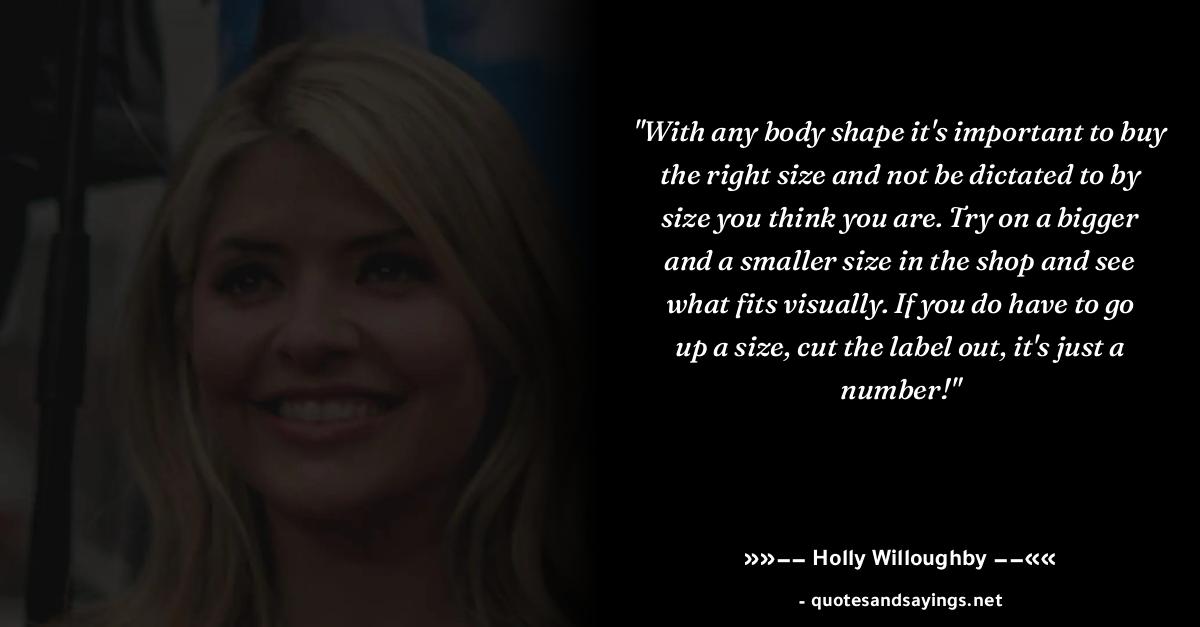 "With any body shape it's important to buy
the right size and not be dictated to by
size you think you are. Try on a bigger
and a smaller size in the shop and see
what fits visually. If you do have to go
up a size, cut the label out, it's just a
number!"
»»−− Holly Willoughby −−««
- quotesandsayings.net